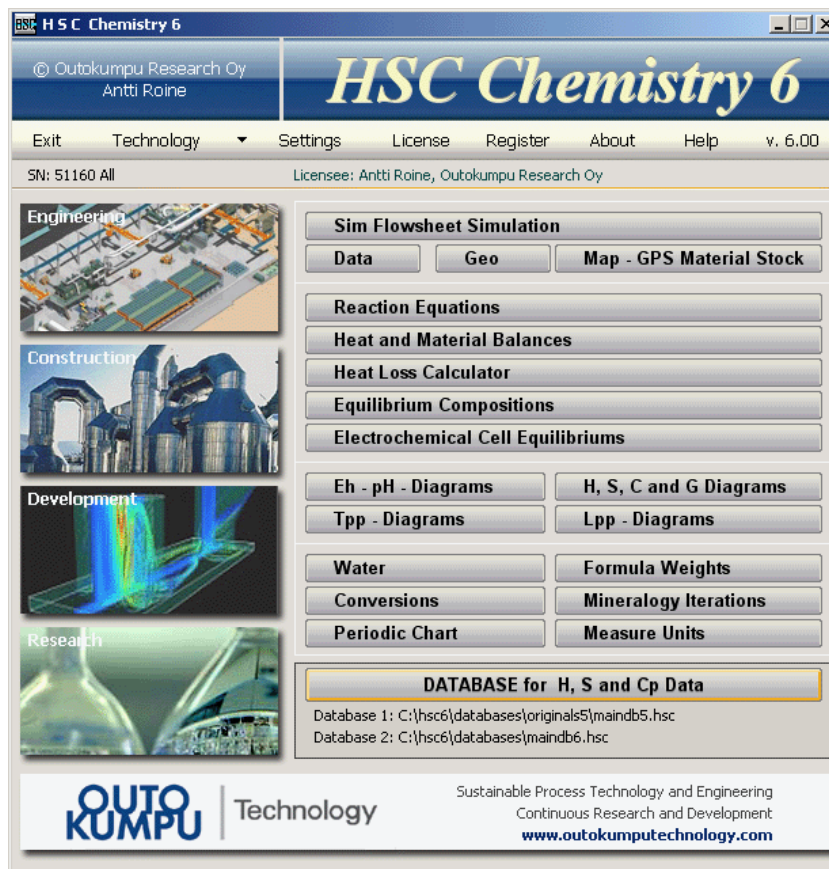 HSC H S C Chemistry 6
© Outokumpu Research Oy
Antti Roine
HSC Chemistry 6
Exit Technology Settings License Register About Help v. 6.00
SN: 51160 All Licensee: Antti Roine, Outokumpu Research Oy
Engineering
Construction
Development
Research
Sim Flowsheet Simulation
Data Geo Map - GPS Material Stock
Reaction Equations
Heat and Material Balances
Heat Loss Calculator
Equilibrium Compositions
Electrochemical Cell Equilibriums
Eh - pH - Diagrams H, S, C and G Diagrams
Tpp - Diagrams Lpp - Diagrams
Water Formula Weights
Conversions Mineralogy Iterations
Periodic Chart Measure Units
DATABASE for H, S and Cp Data
Database 1: C:\hsc6\databases\originals5\maindb5.hsc
Database 2: C:\hsc6\databases\maindb6.hsc
OUTO
KUMPU
Technology
Sustainable Process Technology and Engineering
Continuous Research and Development
www.outokumputechnology.com